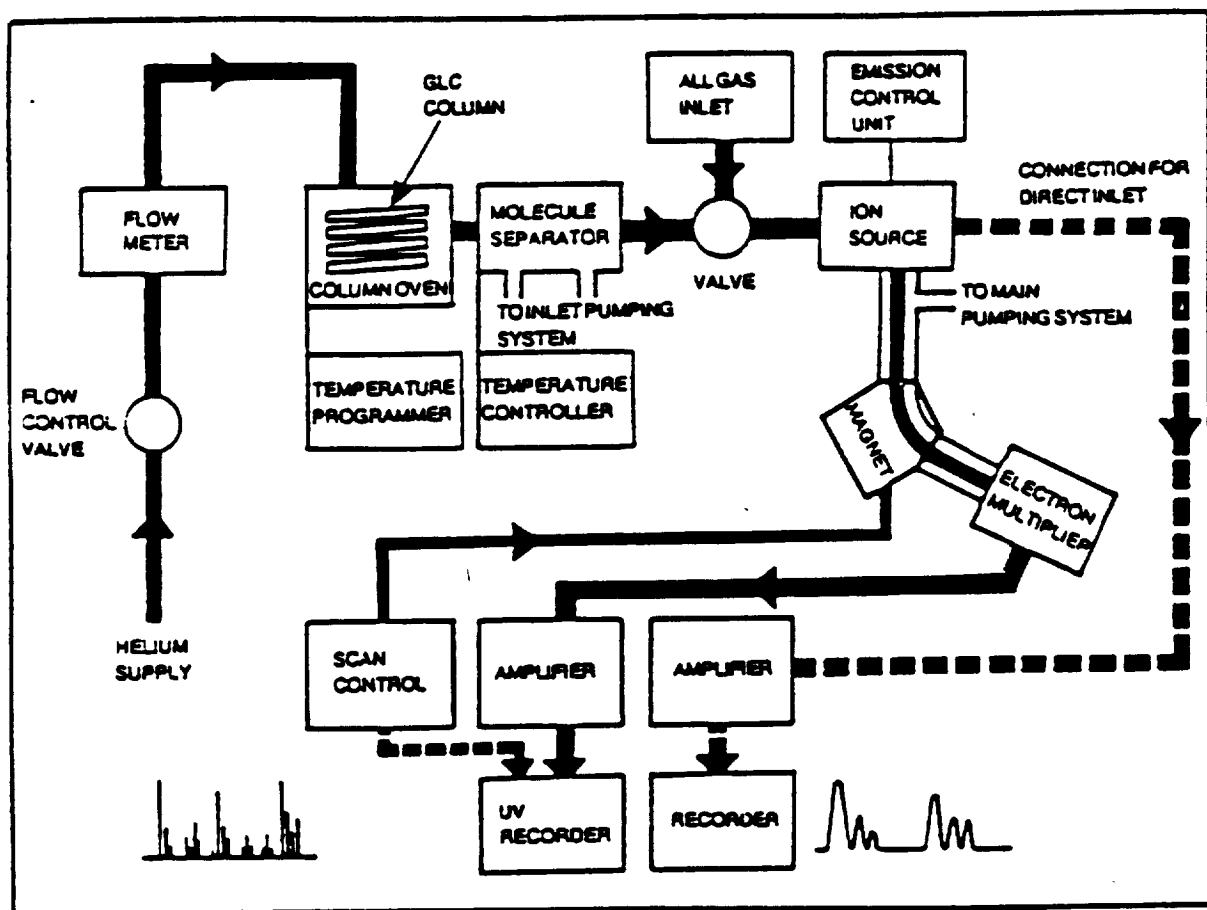 GLC
COLUMN
ALL GAS
INLET
EMISSION
CONTROL
UNIT
CONNECTION FOR
DIRECT INLET
FLOW
METER
MOLECULE
SEPARATOR
ION
SOURCE
COLUMN OVEN
VALVE
TO INLET PUMPING
SYSTEM
TO MAIN
PUMPING SYSTEM
TEMPERATURE
PROGRAMMER
TEMPERATURE
CONTROLLER
FLOW
CONTROL
VALVE
MAGNET
ELECTRON
MULTIPLIER
HELIUM
SUPPLY
SCAN
CONTROL
AMPLIFIER
AMPLIFIER
UV
RECORDER
RECORDER